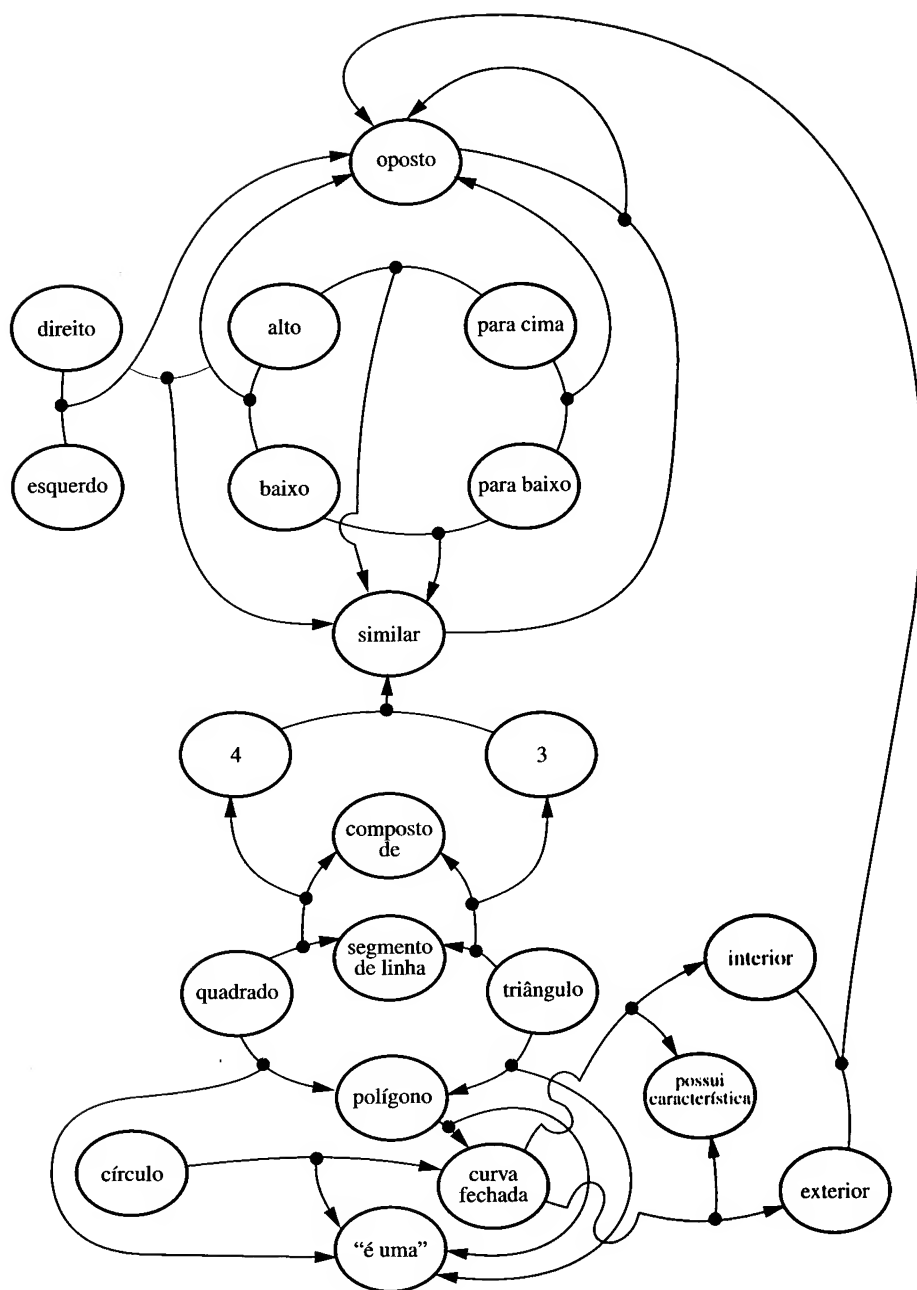 oposto
direito
alto
para cima
esquerdo
baixo
para baixo
similar
4
3
composto
de
segmento
de linha
interior
quadrado
triângulo
possui
característica
polígono
círculo
curva
fechada
exterior
“é uma”